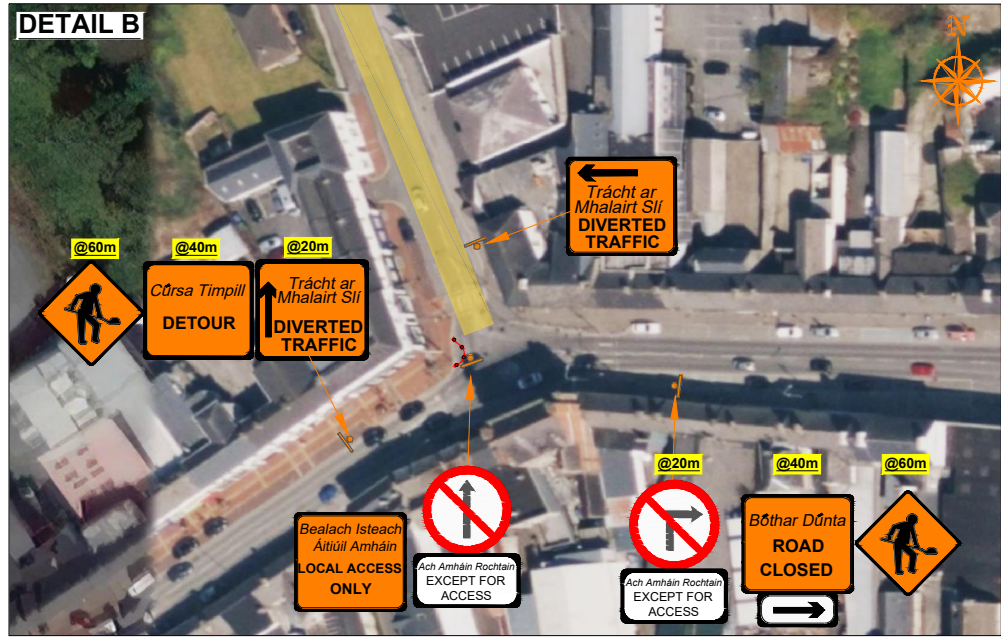 DETAIL B
N
Trácht ar
Mhalairt Slí
DIVERTED
TRAFFIC
@60m
@40m
@20m
Cúrsa Timpill
DETOUR
Trácht ar
Mhalairt Slí
DIVERTED
TRAFFIC
Bealach Isteach
Áitiúil Amháin
LOCAL ACCESS
ONLY
Ach Amháin Rochtain
EXCEPT FOR
ACCESS
@20m
@40m
@60m
Ach Amháin Rochtain
EXCEPT FOR
ACCESS
Bóthar Dúnta
ROAD
CLOSED